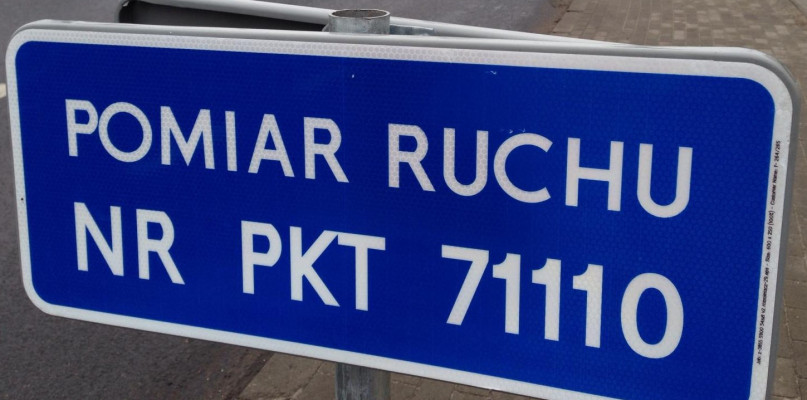 POMIAR RUCHU
NR PKT 71110